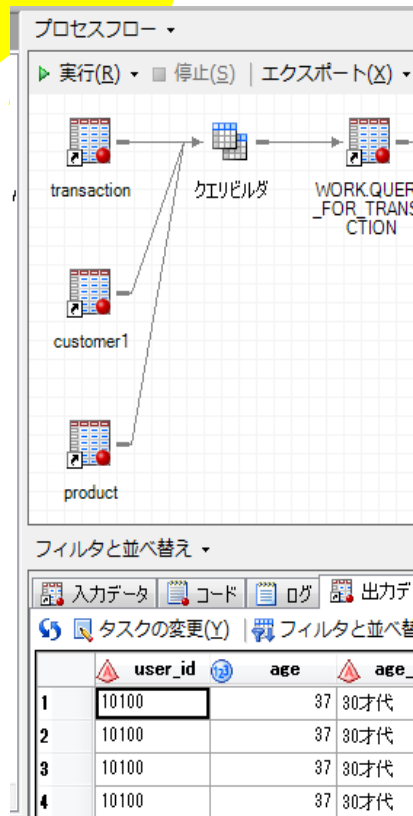 プロセスフロー
実行(R) 停止(S) エクスポート(X)
transaction クエリビルダ WORK.QUER
_FOR_TRANS
CTION
customer1
product
フィルタと並べ替え
入力データ コード ログ 出力デ
タスクの変更(Y) フィルタと並べ替
user_id age age_
1 10100 37 30才代
2 10100 37 30才代
3 10100 37 30才代
4 10100 37 30才代